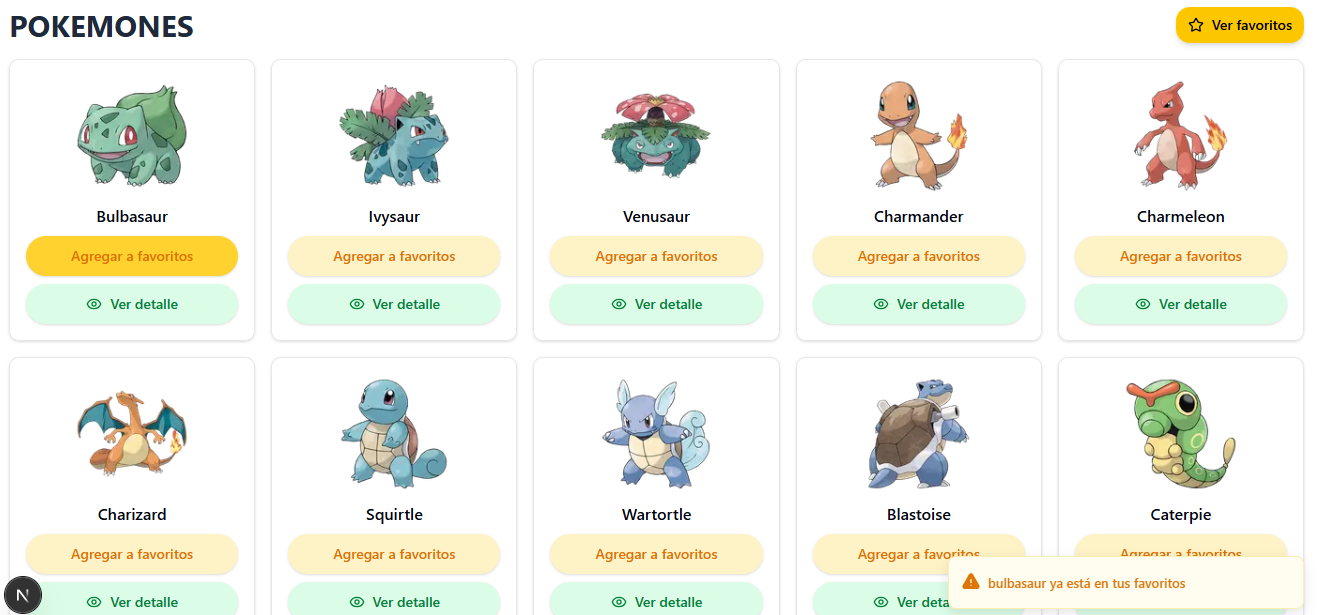 POKEMONES
Ver favoritos
Bulbasaur
Ivysaur
Venusaur
Charmander
Charmeleon
Agregar a favoritos
Agregar a favoritos
Agregar a favoritos
Agregar a favoritos
Agregar a favoritos
Ver detalle
Ver detalle
Ver detalle
Ver detalle
Ver detalle
Charizard
Squirtle
Wartortle
Blastoise
Caterpie
Agregar a favoritos
Agregar a favoritos
Agregar a favoritos
Agregar a favoritos
Agregar a favoritos
N
Ver detalle
Ver detalle
Ver detalle
Ver deta
bulbasaur ya está en tus favoritos